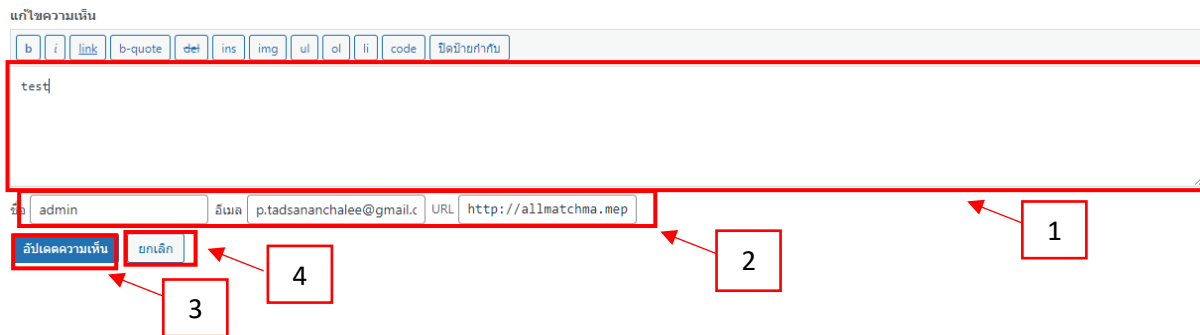 แก้ไขความเห็น
b i link b-quote del ins img ul ol li code ปิดป้ายกำกับ
test
ชื่อ admin อีเมล p.tadsananchalee@gmail.c URL http://allmatchma.mep
1
อัปเดตความเห็น ยกเลิก
2
4
3